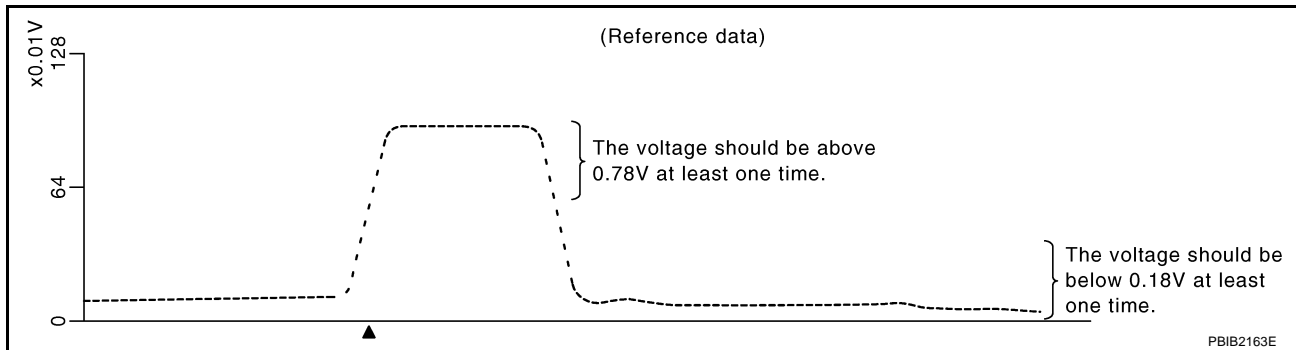 (Reference data)
x0.01V
128
64
0
The voltage should be above
0.78V at least one time.
The voltage should be
below 0.18V at least
one time.
PBIB2163E